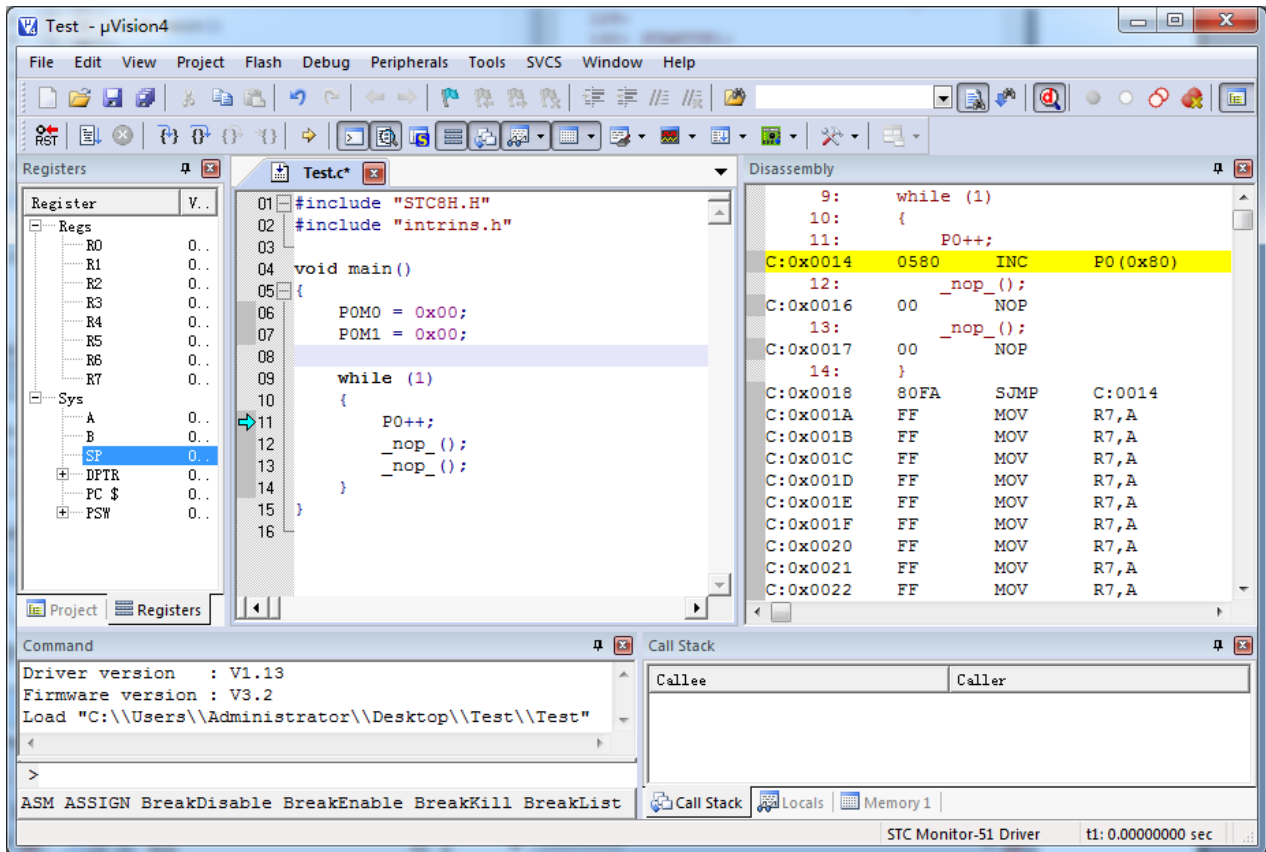 Test - µVision4
File Edit View Project Flash Debug Peripherals Tools SVCS Window Help
RST
Registers
Register V..
Regs
R0 0..
R1 0..
R2 0..
R3 0..
R4 0..
R5 0..
R6 0..
R7 0..
Sys
A 0..
B 0..
SP 0..
DPTR 0..
PC $ 0..
PSW 0..
Project Registers
Test.c*
01 #include "STC8H.H"
02 #include "intrins.h"
03
04 void main()
05 {
06 P0M0 = 0x00;
07 P0M1 = 0x00;
08
09 while (1)
10 {
11 P0++;
12 _nop_();
13 _nop_();
14 }
15 }
16
Disassembly
9: while (1)
10: {
11: P0++;
C:0x0014 0580 INC P0(0x80)
12: _nop_();
C:0x0016 00 NOP
13: _nop_();
C:0x0017 00 NOP
14: }
C:0x0018 80FA SJMP C:0014
C:0x001A FF MOV R7,A
C:0x001B FF MOV R7,A
C:0x001C FF MOV R7,A
C:0x001D FF MOV R7,A
C:0x001E FF MOV R7,A
C:0x001F FF MOV R7,A
C:0x0020 FF MOV R7,A
C:0x0021 FF MOV R7,A
C:0x0022 FF MOV R7,A
Command
Driver version : V1.13
Firmware version : V3.2
Load "C:\\Users\\Administrator\\Desktop\\Test\\Test"
>
ASM ASSIGN BreakDisable BreakEnable BreakKill BreakList
Call Stack
Callee Caller
Call Stack Locals Memory 1
STC Monitor-51 Driver t1: 0.00000000 sec